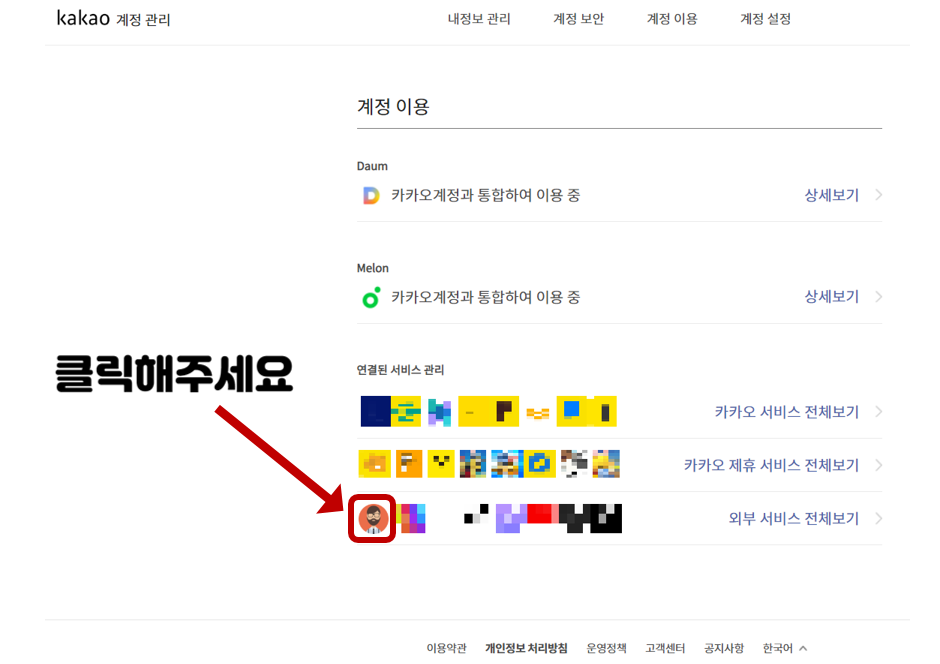 kakao 계정 관리 내정보 관리 계정 보안 계정 이용 계정 설정
계정 이용
Daum
카카오계정과 통합하여 이용 중 상세보기
Melon
카카오계정과 통합하여 이용 중 상세보기
클릭해주세요
연결된 서비스 관리
카카오 서비스 전체보기
카카오 제휴 서비스 전체보기
외부 서비스 전체보기
이용약관 개인정보 처리방침 운영정책 고객센터 공지사항 한국어